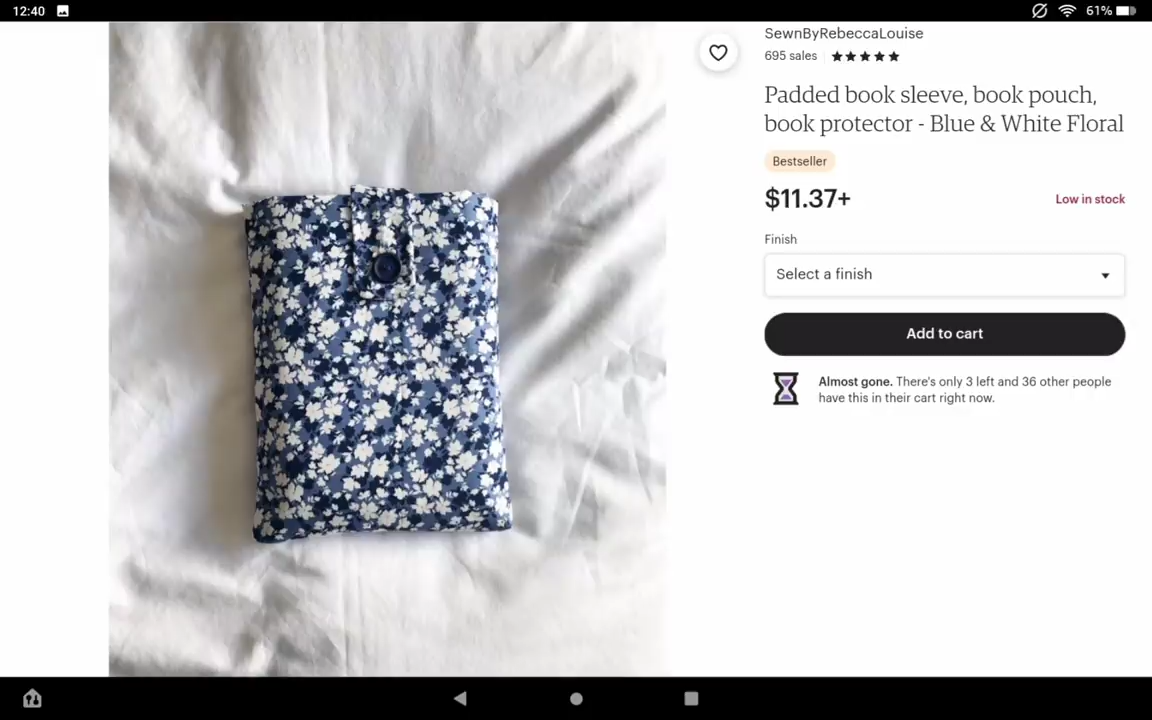 12:40
61%
SewnByRebeccaLouise
695 sales
Padded book sleeve, book pouch,
book protector - Blue & White Floral
Bestseller
$11.37+
Low in stock
Finish
Select a finish
Add to cart
Almost gone. There's only 3 left and 36 other people
have this in their cart right now.